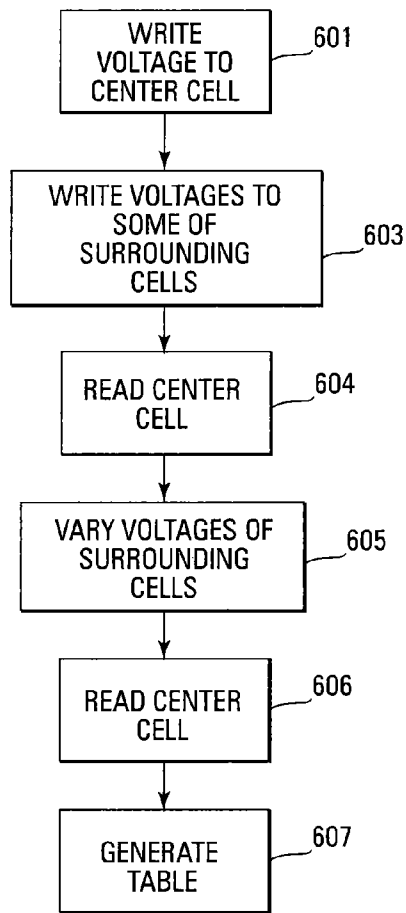 WRITE
VOLTAGE TO
CENTER CELL
601
WRITE VOLTAGES TO
SOME OF
SURROUNDING
CELLS
603
READ CENTER
CELL
604
VARY VOLTAGES OF
SURROUNDING
CELLS
605
READ CENTER
CELL
606
GENERATE
TABLE
607